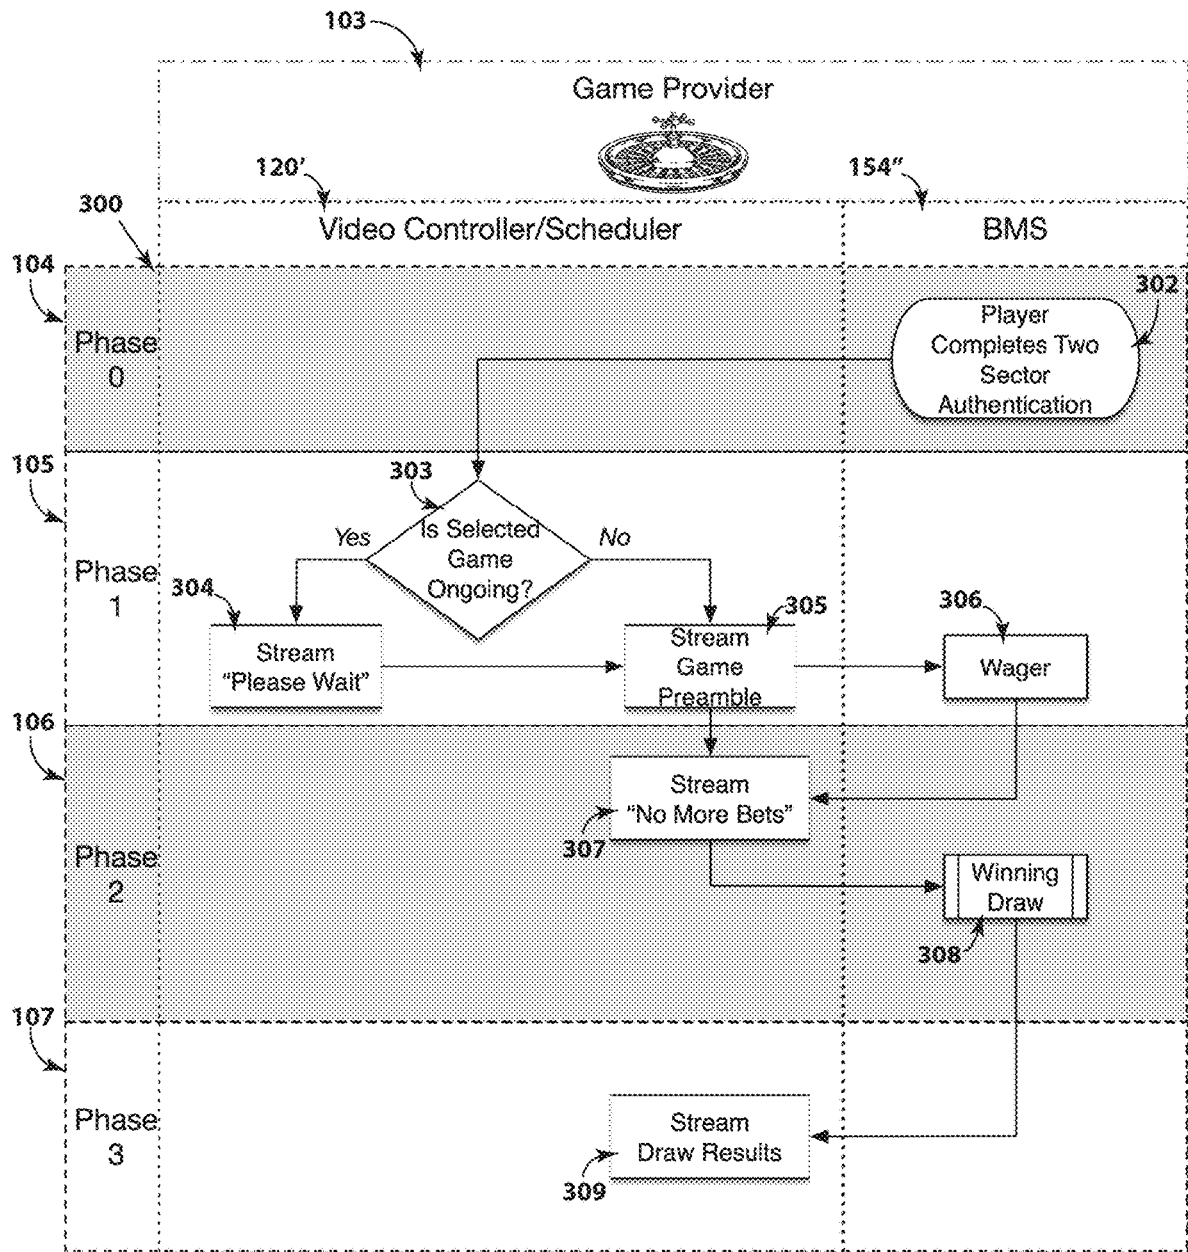 103
Game Provider
120'
154"
300
Video Controller/Scheduler
BMS
104
302
Phase
0
Player
Completes Two
Sector
Authentication
105
303
Yes
Is Selected
Game
Ongoing?
No
Phase
1
304
305
306
Stream
"Please Wait"
Stream
Game
Preamble
Wager
106
Stream
"No More Bets"
307
Phase
2
Winning
Draw
308
107
Phase
3
Stream
Draw Results
309